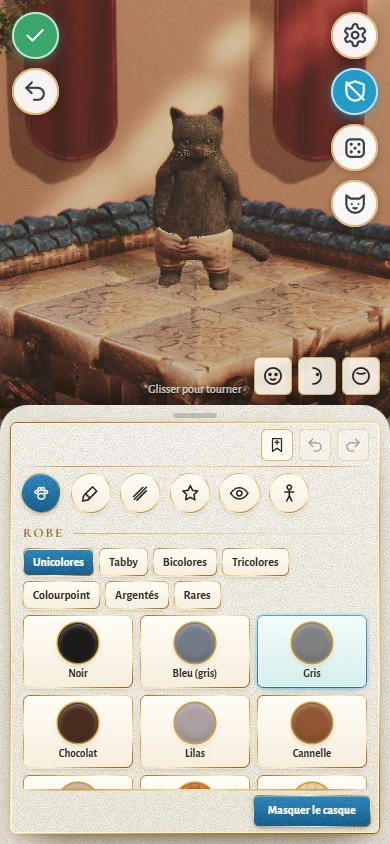 *Glisser pour tourner*
ROBE
Unicolores Tabby Bicolores Tricolores
Colourpoint Argentés Rares
Noir Bleu (gris) Gris
Chocolat Lilas Cannelle
Masquer le casque